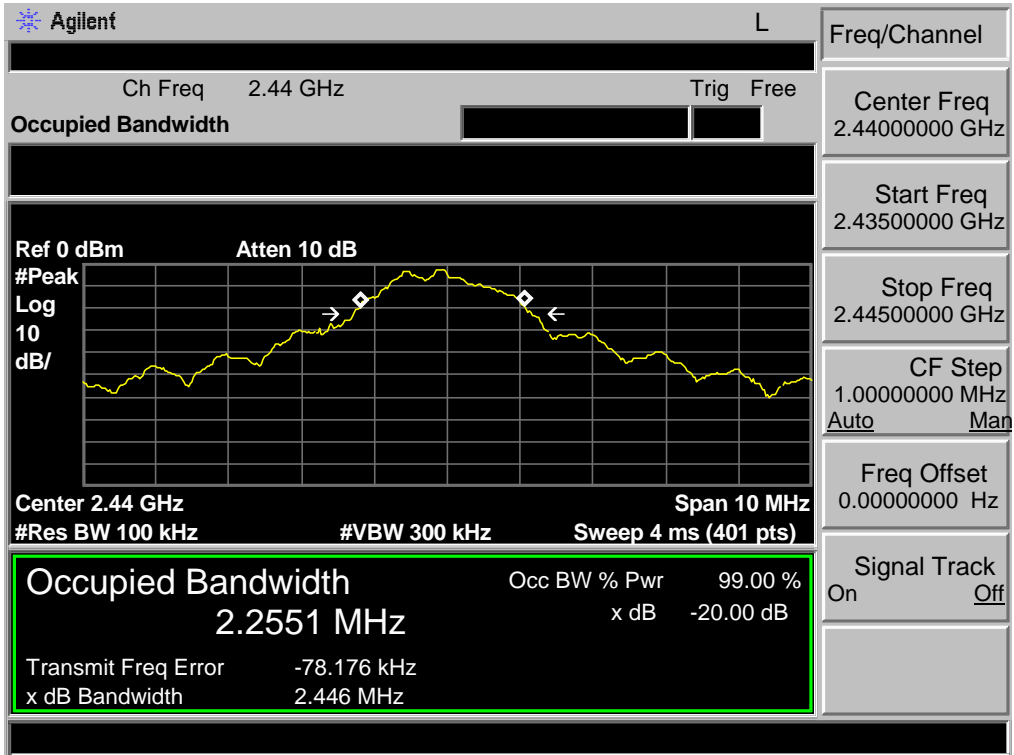 Agilent L
Ch Freq 2.44 GHz Trig Free
Occupied Bandwidth
Ref 0 dBm Atten 10 dB
#Peak
Log
10
dB/
Center 2.44 GHz Span 10 MHz
#Res BW 100 kHz #VBW 300 kHz Sweep 4 ms (401 pts)
Occupied Bandwidth Occ BW % Pwr 99.00 %
2.2551 MHz x dB -20.00 dB
Transmit Freq Error -78.176 kHz
x dB Bandwidth 2.446 MHz
Freq/Channel
Center Freq
2.44000000 GHz
Start Freq
2.43500000 GHz
Stop Freq
2.44500000 GHz
CF Step
1.00000000 MHz
Auto Man
Freq Offset
0.00000000 Hz
Signal Track
On Off